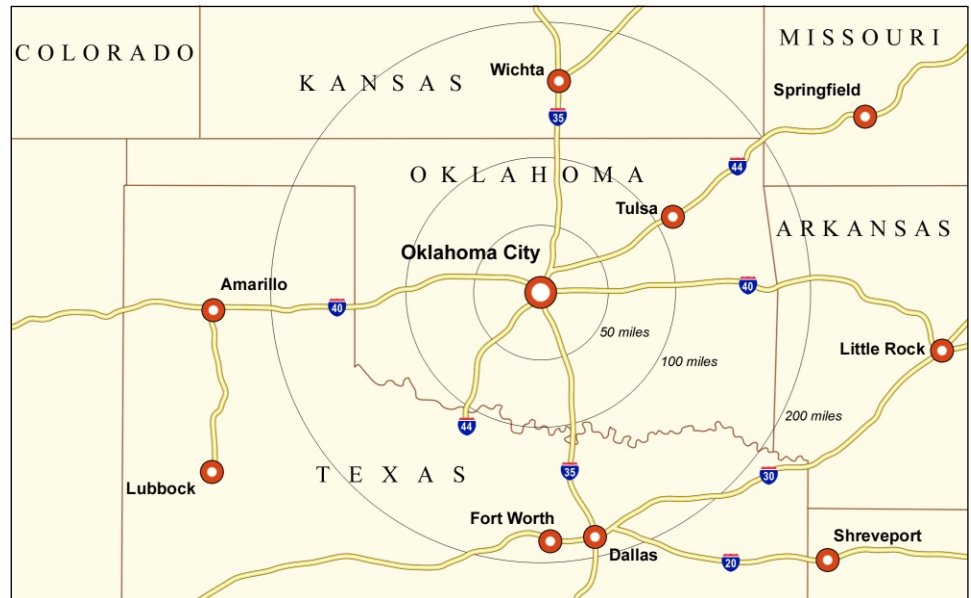 COLORADO
KANSAS
MISSOURI
Wichta
Springfield
35
44
OKLAHOMA
Tulsa
ARKANSAS
Oklahoma City
Amarillo
40
40
50 miles
100 miles
Little Rock
200 miles
44
TEXAS
35
30
Lubbock
Fort Worth
Dallas
20
Shreveport